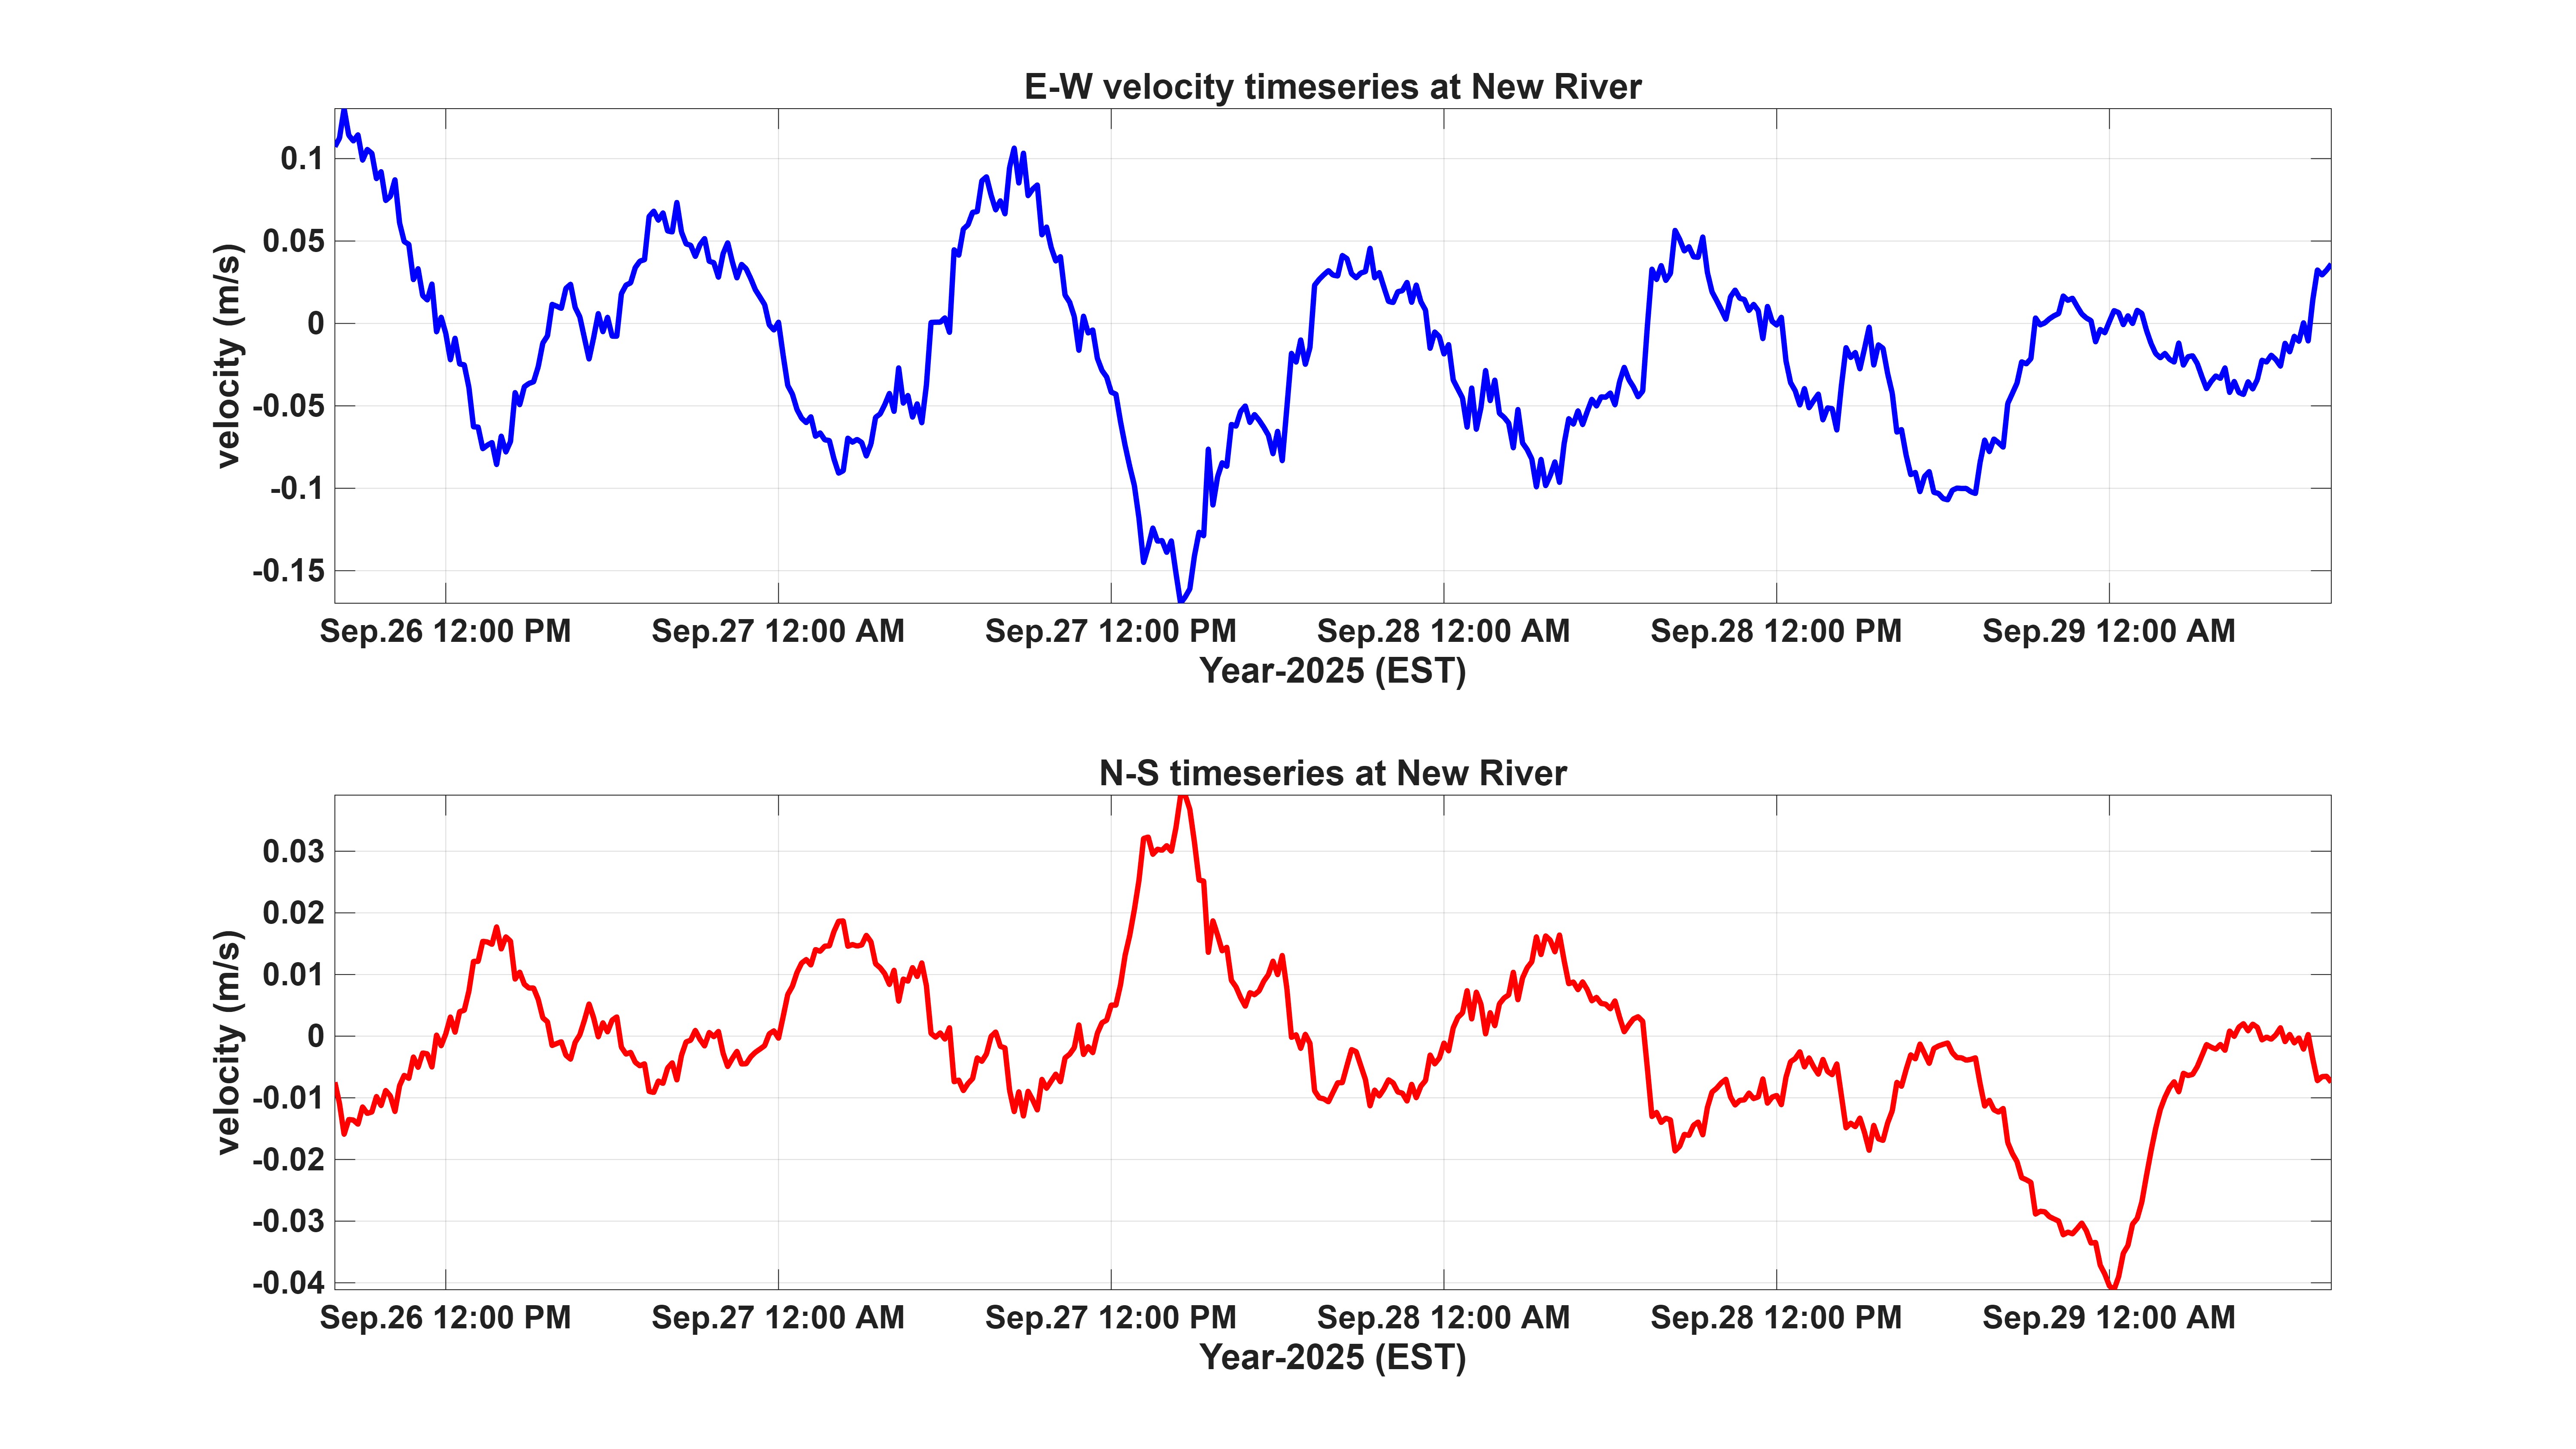 E-W velocity timeseries at New River
velocity (m/s)
0.1
0.05
0
-0.05
-0.1
-0.15
Sep.26 12:00 PM Sep.27 12:00 AM Sep.27 12:00 PM Sep.28 12:00 AM Sep.28 12:00 PM Sep.29 12:00 AM
Year-2025 (EST)
N-S timeseries at New River
velocity (m/s)
0.03
0.02
0.01
0
-0.01
-0.02
-0.03
-0.04
Sep.26 12:00 PM Sep.27 12:00 AM Sep.27 12:00 PM Sep.28 12:00 AM Sep.28 12:00 PM Sep.29 12:00 AM
Year-2025 (EST)